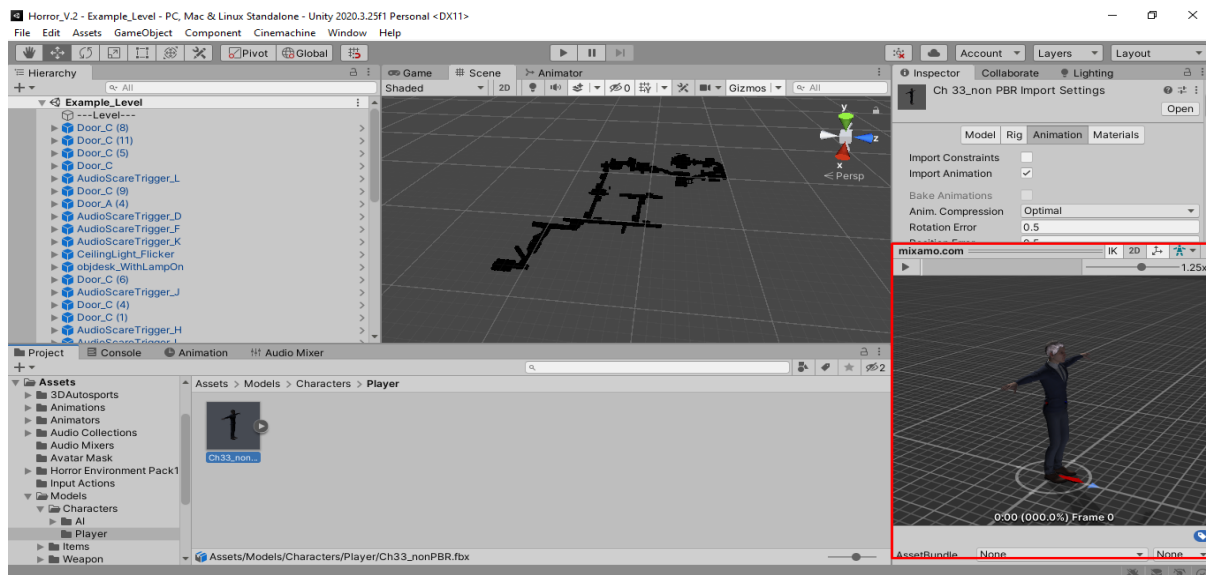 Horror_V.2 - Example_Level - PC, Mac & Linux Standalone - Unity 2020.3.25f1 Personal <DX11>
File Edit Assets GameObject Component Cinemachine Window Help
Pivot Global Account Layers Layout
Hierarchy
All
Example_Level
---Level---
Door_C (8)
Door_C (11)
Door_C (5)
Door_C
AudioScareTrigger_L
Door_C (9)
Door_A (4)
AudioScareTrigger_D
AudioScareTrigger_F
AudioScareTrigger_K
CeilingLight_Flicker
objdesk_WithLampOn
Door_C (6)
AudioScareTrigger_J
Door_C (4)
Door_C (1)
AudioScareTrigger_H
Game Scene Animator
Shaded 2D 0 Gizmos All
y
z
x
Persp
Inspector Collaborate Lighting
Ch 33_non PBR Import Settings
Open
Model Rig Animation Materials
Import Constraints
Import Animation
Bake Animations
Anim. Compression Optimal
Rotation Error 0.5
mixamo.com IK 2D
1.25x
0:00 (000.0%) Frame 0
AssetBundle None None
Project Console Animation Audio Mixer
2
Assets
3DAutosports
Animations
Animators
Audio Collections
Audio Mixers
Avatar Mask
Horror Environment Pack1
Input Actions
Models
Characters
AI
Player
Items
Weapon
Assets > Models > Characters > Player
Ch33_non...
Assets/Models/Characters/Player/Ch33_nonPBR.fbx